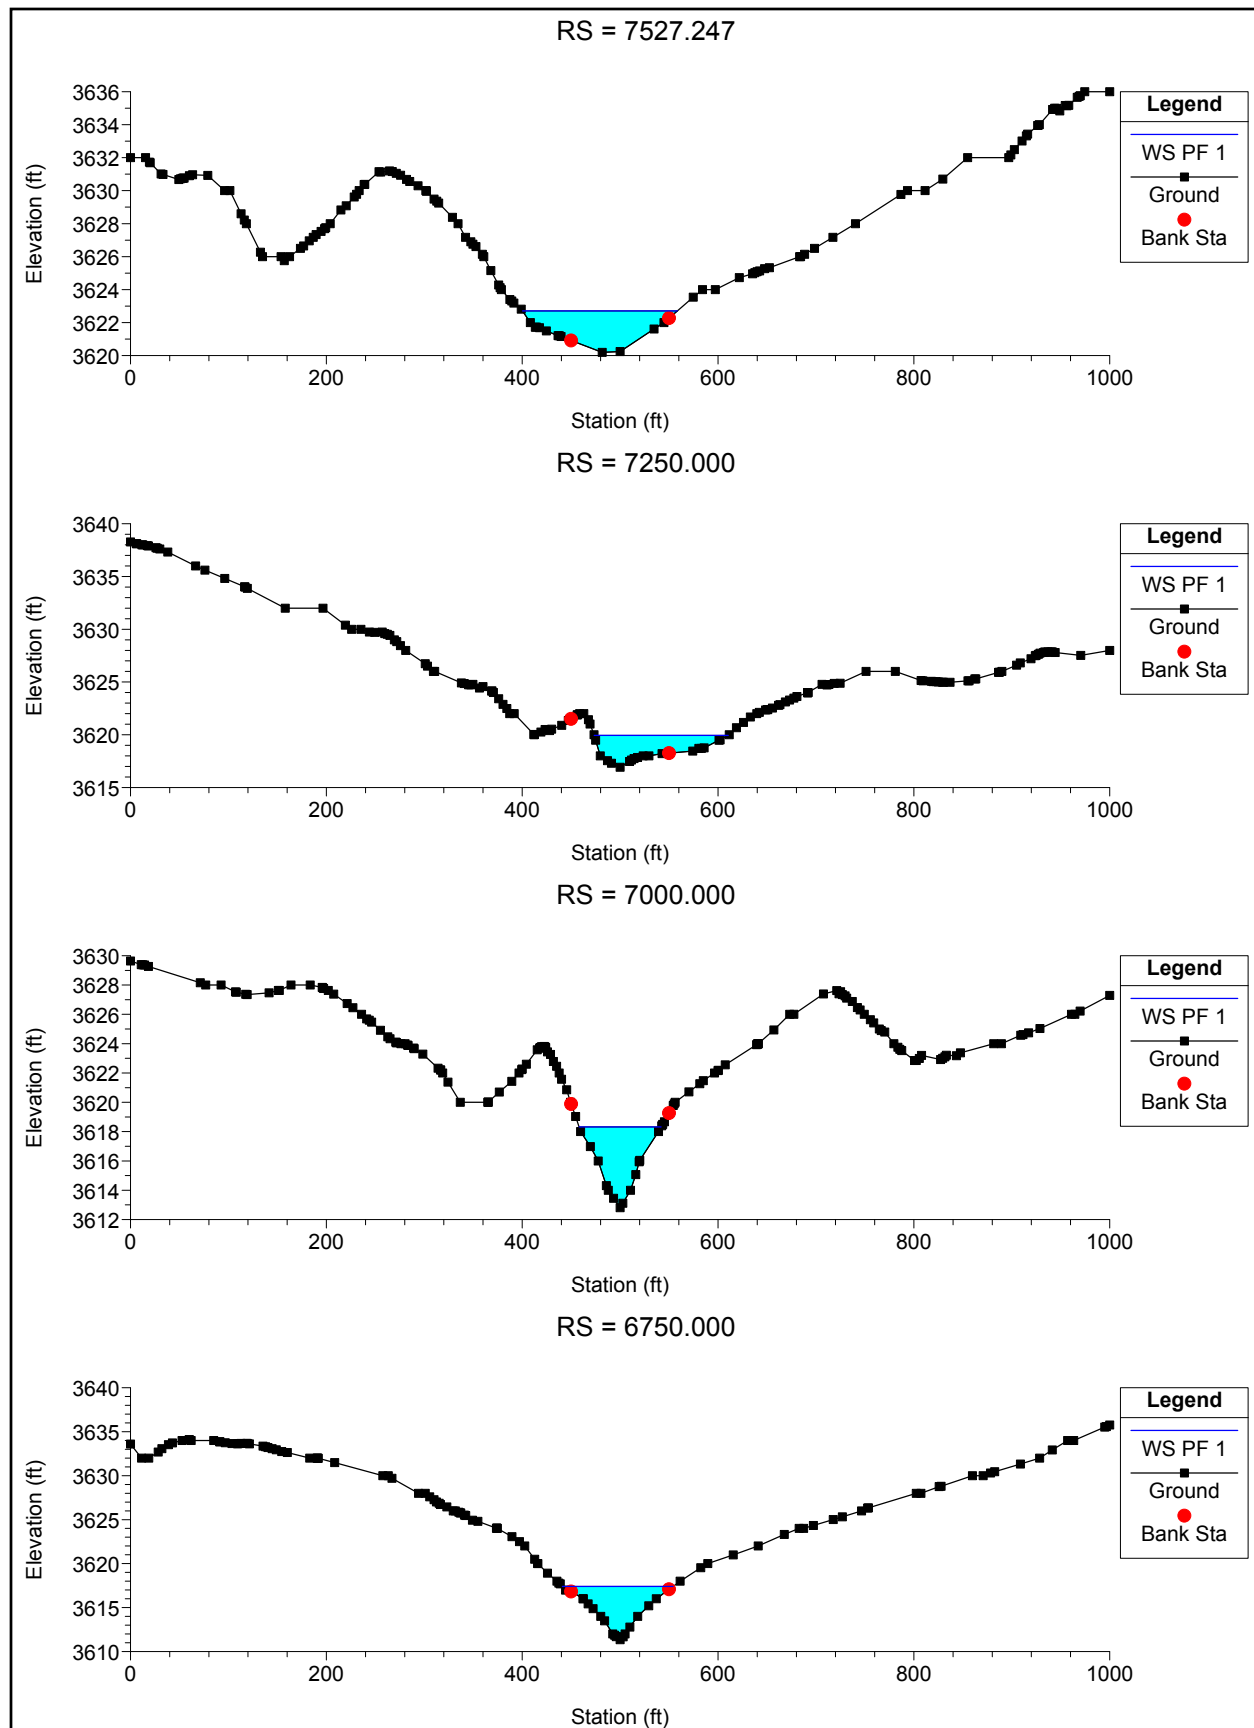 RS = 7527.247
3636
3634
3632
3630
3628
3626
3624
3622
3620
Elevation (ft)
0 200 400 600 800 1000
Station (ft)
Legend
WS PF 1
Ground
Bank Sta
RS = 7250.000
3640
3635
3630
3625
3620
3615
Elevation (ft)
0 200 400 600 800 1000
Station (ft)
Legend
WS PF 1
Ground
Bank Sta
RS = 7000.000
3630
3628
3626
3624
3622
3620
3618
3616
3614
3612
Elevation (ft)
0 200 400 600 800 1000
Station (ft)
Legend
WS PF 1
Ground
Bank Sta
RS = 6750.000
3640
3635
3630
3625
3620
3615
3610
Elevation (ft)
0 200 400 600 800 1000
Station (ft)
Legend
WS PF 1
Ground
Bank Sta